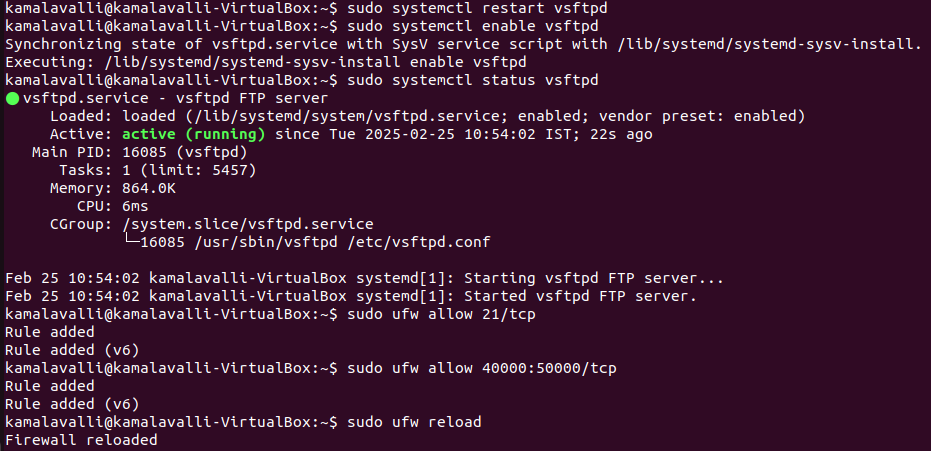 kamalavalli@kamalavalli-VirtualBox:~$ sudo systemctl restart vsftpd
kamalavalli@kamalavalli-VirtualBox:~$ sudo systemctl enable vsftpd
Synchronizing state of vsftpd.service with SysV service script with /lib/systemd/systemd-sysv-install.
Executing: /lib/systemd/systemd-sysv-install enable vsftpd
kamalavalli@kamalavalli-VirtualBox:~$ sudo systemctl status vsftpd
● vsftpd.service - vsftpd FTP server
     Loaded: loaded (/lib/systemd/system/vsftpd.service; enabled; vendor preset: enabled)
     Active: active (running) since Tue 2025-02-25 10:54:02 IST; 22s ago
   Main PID: 16085 (vsftpd)
      Tasks: 1 (limit: 5457)
     Memory: 864.0K
        CPU: 6ms
     CGroup: /system.slice/vsftpd.service
             └─16085 /usr/sbin/vsftpd /etc/vsftpd.conf
Feb 25 10:54:02 kamalavalli-VirtualBox systemd[1]: Starting vsftpd FTP server...
Feb 25 10:54:02 kamalavalli-VirtualBox systemd[1]: Started vsftpd FTP server.
kamalavalli@kamalavalli-VirtualBox:~$ sudo ufw allow 21/tcp
Rule added
Rule added (v6)
kamalavalli@kamalavalli-VirtualBox:~$ sudo ufw allow 40000:50000/tcp
Rule added
Rule added (v6)
kamalavalli@kamalavalli-VirtualBox:~$ sudo ufw reload
Firewall reloaded